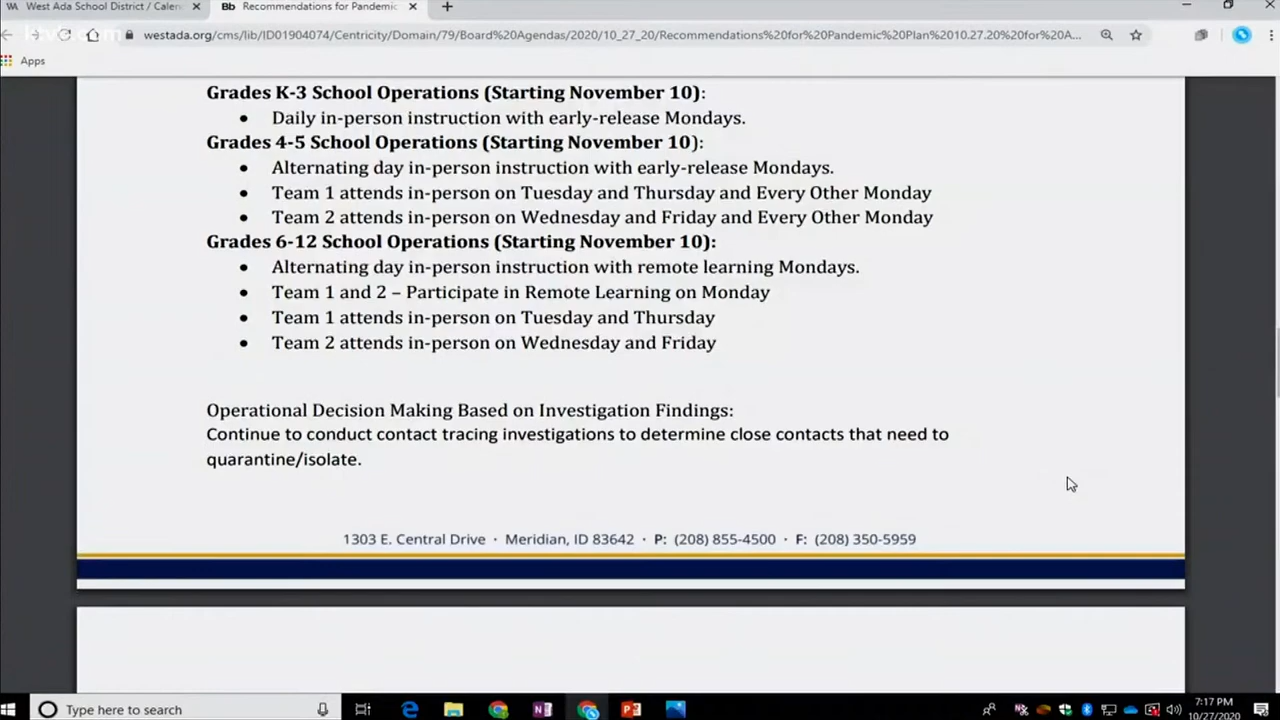 West Ada School District / Calen
Bb Recommendations for Pandemic
westada.org/cms/lib/ID01904074/Centricity/Domain/79/Board%20Agendas/2020/10_27_20/Recommendations%20for%20Pandemic%20Plan%2010.27.20%20for%20A...
Apps
Grades K-3 School Operations (Starting November 10):
• Daily in-person instruction with early-release Mondays.
Grades 4-5 School Operations (Starting November 10):
• Alternating day in-person instruction with early-release Mondays.
• Team 1 attends in-person on Tuesday and Thursday and Every Other Monday
• Team 2 attends in-person on Wednesday and Friday and Every Other Monday
Grades 6-12 School Operations (Starting November 10):
• Alternating day in-person instruction with remote learning Mondays.
• Team 1 and 2 – Participate in Remote Learning on Monday
• Team 1 attends in-person on Tuesday and Thursday
• Team 2 attends in-person on Wednesday and Friday
Operational Decision Making Based on Investigation Findings:
Continue to conduct contact tracing investigations to determine close contacts that need to
quarantine/isolate.
1303 E. Central Drive · Meridian, ID 83642 · P: (208) 855-4500 · F: (208) 350-5959
Type here to search
7:17 PM
10/27/2020